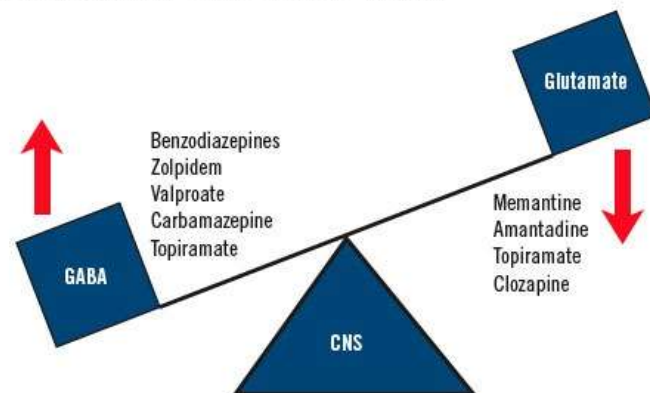 Glutamate
Benzodiazepines
Zolpidem
Valproate
Carbamazepine
Topiramate
Memantine
Amantadine
Topiramate
Clozapine
GABA
CNS